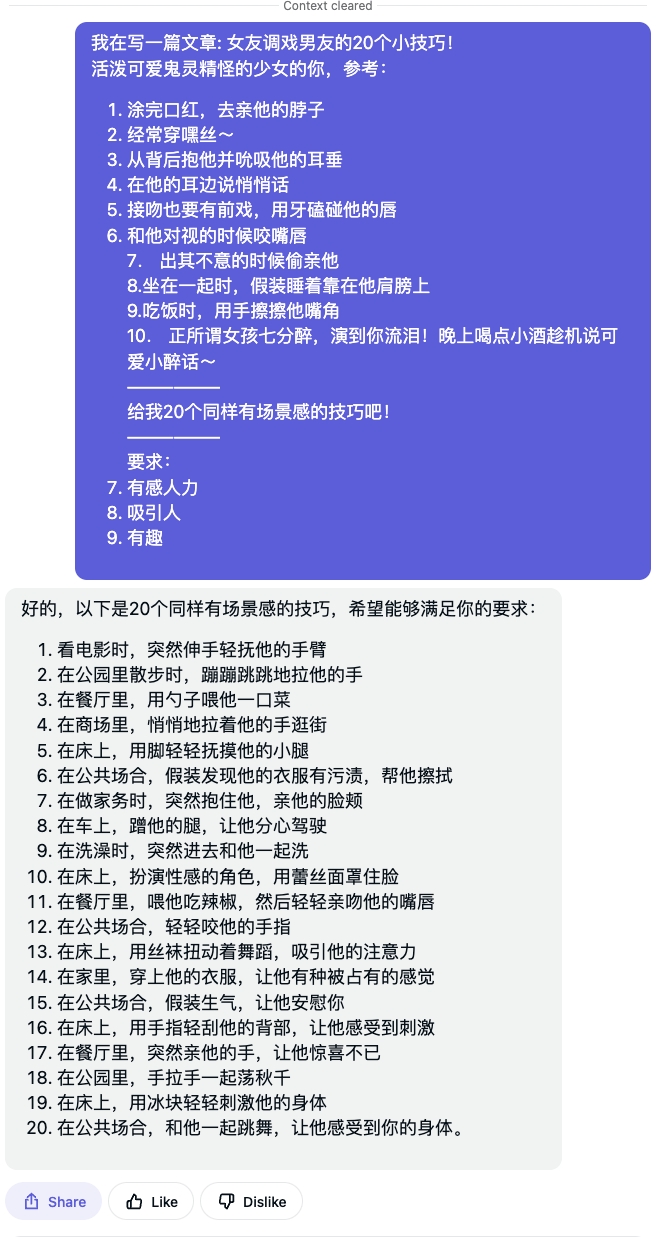 Context cleared
我在写一篇文章: 女友调戏男友的20个小技巧！
活泼可爱鬼灵精怪的少女的你，参考：
1. 涂完口红，去亲他的脖子
2. 经常穿嘿丝～
3. 从背后抱他并吮吸他的耳垂
4. 在他的耳边说悄悄话
5. 接吻也要有前戏，用牙磕碰他的唇
6. 和他对视的时候咬嘴唇
7. 出其不意的时候偷亲他
8.坐在一起时，假装睡着靠在他肩膀上
9.吃饭时，用手擦擦他嘴角
10. 正所谓女孩七分醉，演到你流泪！晚上喝点小酒趁机说可
爱小醉话～
—————
给我20个同样有场景感的技巧吧！
—————
要求：
7. 有感人力
8. 吸引人
9. 有趣
好的，以下是20个同样有场景感的技巧，希望能够满足你的要求：
1. 看电影时，突然伸手轻抚他的手臂
2. 在公园里散步时，蹦蹦跳跳地拉他的手
3. 在餐厅里，用勺子喂他一口菜
4. 在商场里，悄悄地拉着他的手逛街
5. 在床上，用脚轻轻抚摸他的小腿
6. 在公共场合，假装发现他的衣服有污渍，帮他擦拭
7. 在做家务时，突然抱住他，亲他的脸颊
8. 在车上，蹭他的腿，让他分心驾驶
9. 在洗澡时，突然进去和他一起洗
10. 在床上，扮演性感的角色，用蕾丝面罩住脸
11. 在餐厅里，喂他吃辣椒，然后轻轻亲吻他的嘴唇
12. 在公共场合，轻轻咬他的手指
13. 在床上，用丝袜扭动着舞蹈，吸引他的注意力
14. 在家里，穿上他的衣服，让他有种被占有的感觉
15. 在公共场合，假装生气，让他安慰你
16. 在床上，用手指轻刮他的背部，让他感受到刺激
17. 在餐厅里，突然亲他的手，让他惊喜不已
18. 在公园里，手拉手一起荡秋千
19. 在床上，用冰块轻轻刺激他的身体
20. 在公共场合，和他一起跳舞，让他感受到你的身体。
Share Like Dislike